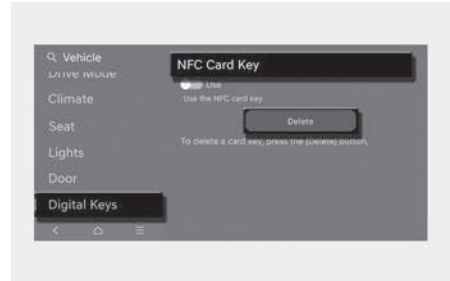 Vehicle
Drive Mode
Climate
Seat
Lights
Door
Digital Keys
NFC Card Key
Use
Use the NFC card key
Delete
To delete a card key, press the [Delete] button.